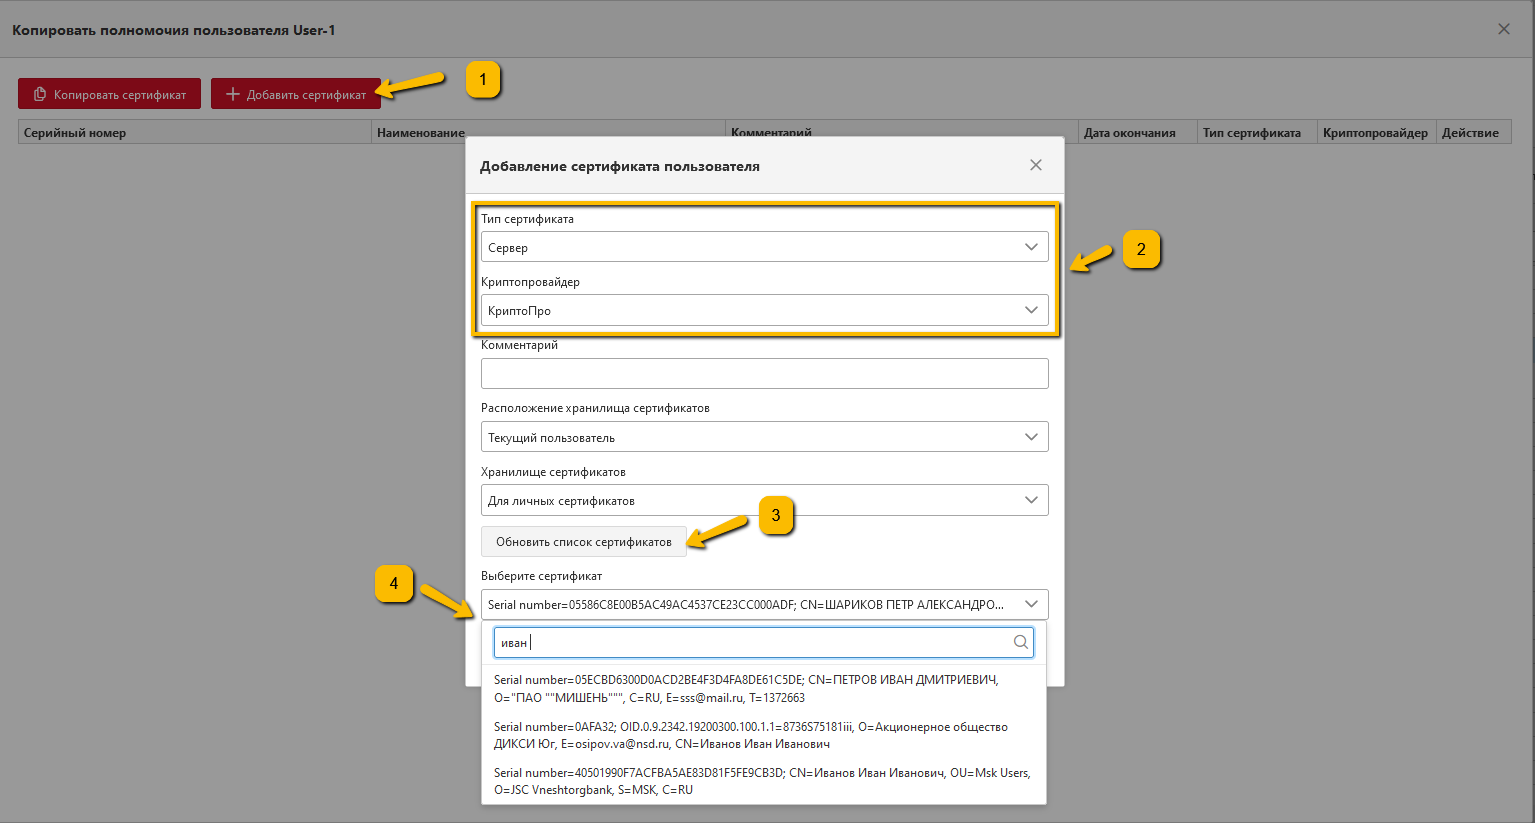 Копировать полномочия пользователя User-1
Копировать сертификат
Добавить сертификат
1
Серийный номер
Наименование
Комментарий
Дата окончания
Тип сертификата
Криптопровайдер
Действие
Добавление сертификата пользователя
Тип сертификата
Сервер
2
Криптопровайдер
КриптоПро
Комментарий
Расположение хранилища сертификатов
Текущий пользователь
Хранилище сертификатов
Для личных сертификатов
3
Обновить список сертификатов
4
Выберите сертификат
Serial number=05586C8E00B5AC49AC4537CE23CC000ADF; CN=ШАРИКОВ ПЕТР АЛЕКСАНДРО...
иван
Serial number=05ECBD6300D0ACD2BE4F3D4FA8DE61C5DE; CN=ПЕТРОВ ИВАН ДМИТРИЕВИЧ,
O="ПАО ""МИШЕНЬ""", C=RU, E=sss@mail.ru, T=1372663
Serial number=0AFA32; OID.0.9.2342.19200300.100.1.1=8736S75181iii, O=Акционерное общество
ДИКСИ Юг, E=osipov.va@nsd.ru, CN=Иванов Иван Иванович
Serial number=40501990F7ACFBA5AE83D81F5FE9CB3D; CN=Иванов Иван Иванович, OU=Msk Users,
O=JSC Vneshtorgbank, S=MSK, C=RU